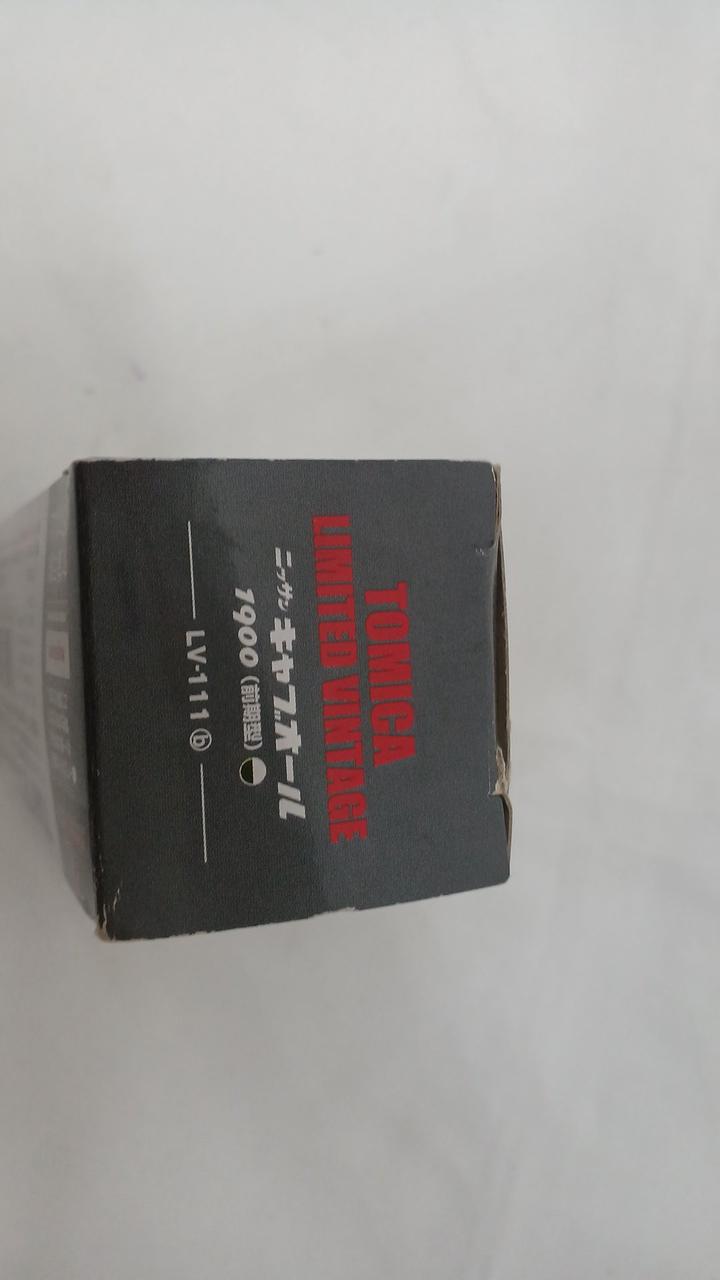 TOMICA
LIMITED VINTAGE
ニッサン キャブオール
1900 (前期型)
LV-111 ⓑ